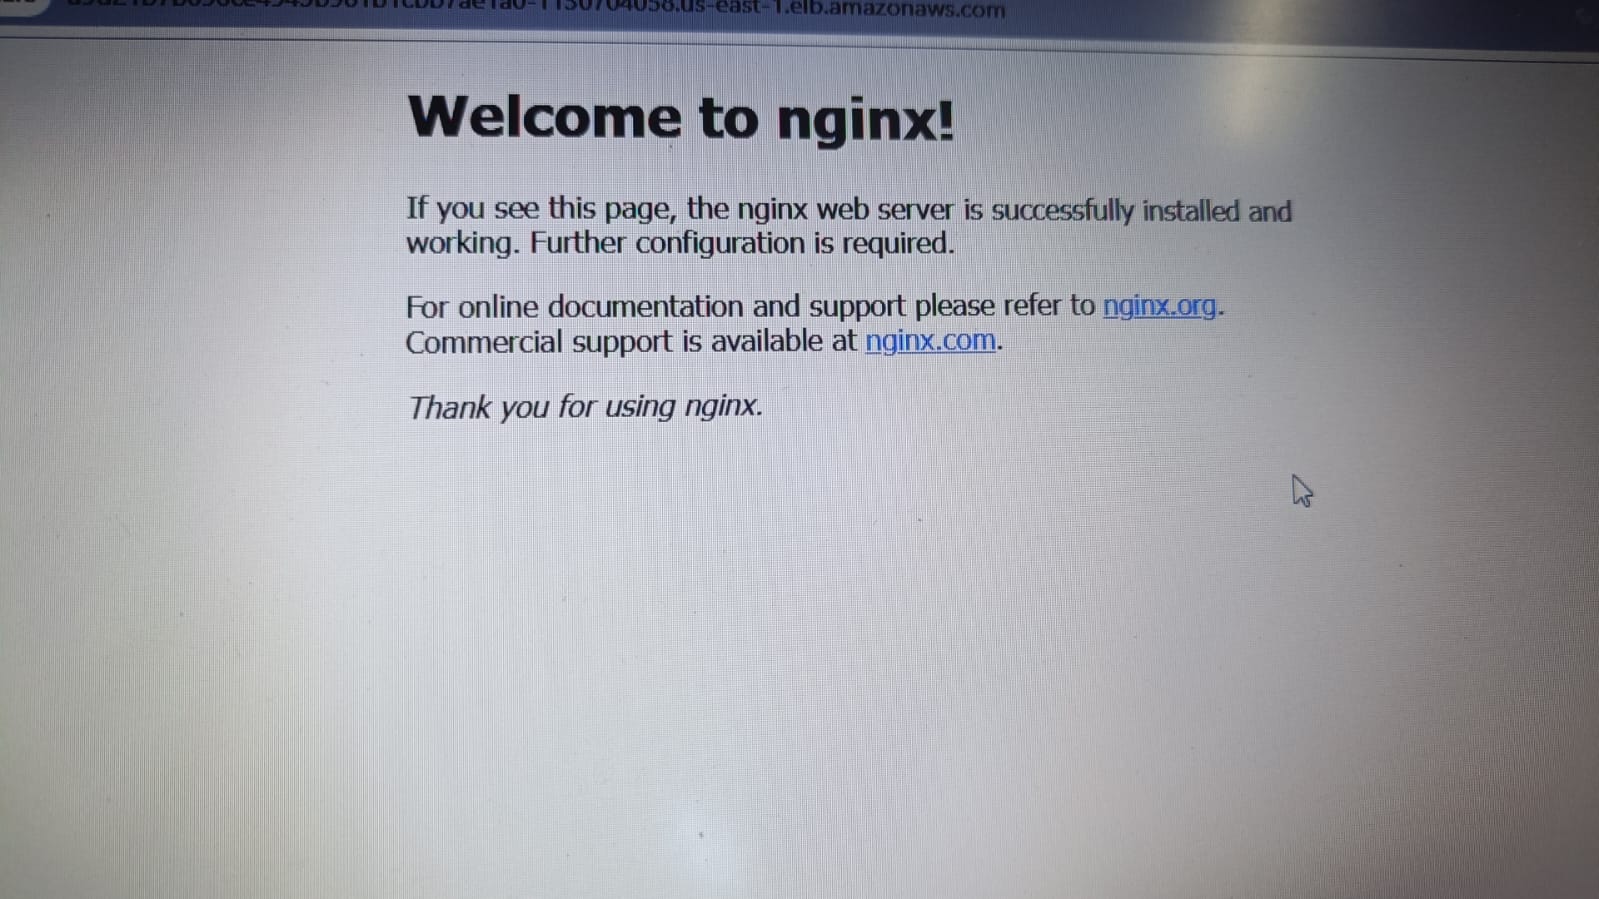 .us-east-1.elb.amazonaws.com
Welcome to nginx!
If you see this page, the nginx web server is successfully installed and
working. Further configuration is required.
For online documentation and support please refer to nginx.org.
Commercial support is available at nginx.com.
Thank you for using nginx.